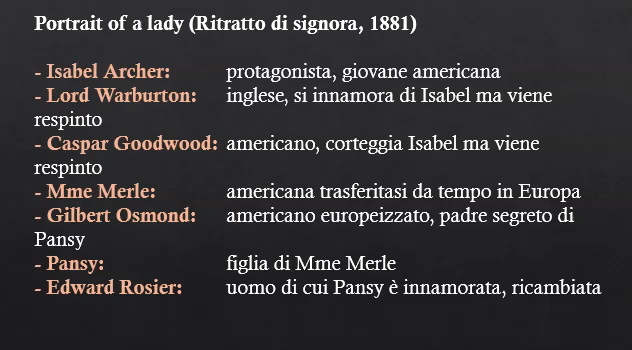 Portrait of a lady (Ritratto di signora, 1881)
- Isabel Archer: protagonista, giovane americana
- Lord Warburton: inglese, si innamora di Isabel ma viene
respinto
- Caspar Goodwood: americano, corteggia Isabel ma viene
respinto
- Mme Merle: americana trasferitasi da tempo in Europa
- Gilbert Osmond: americano europeizzato, padre segreto di
Pansy
- Pansy: figlia di Mme Merle
- Edward Rosier: uomo di cui Pansy è innamorata, ricambiata